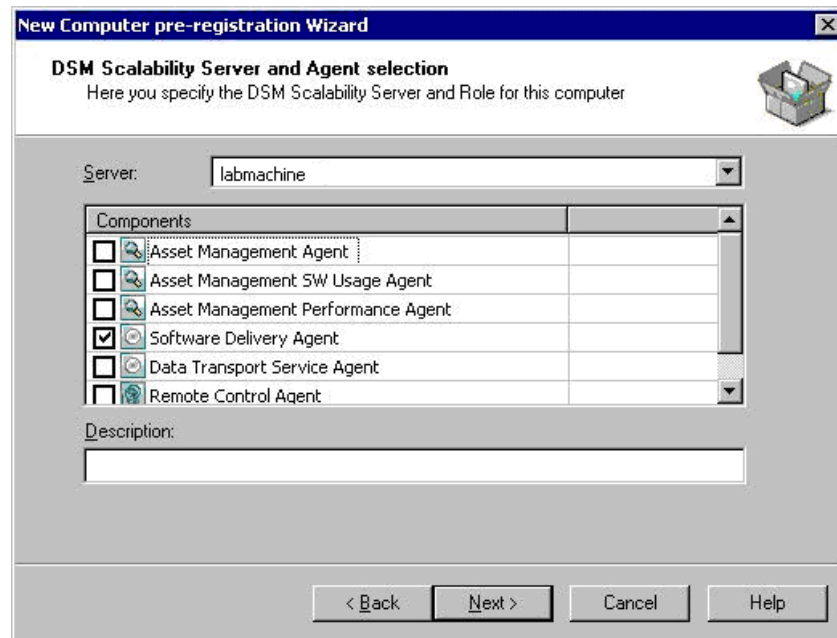 New Computer pre-registration Wizard
DSM Scalability Server and Agent selection
Here you specify the DSM Scalability Server and Role for this computer
Server: labmachine
Components
Asset Management Agent
Asset Management SW Usage Agent
Asset Management Performance Agent
Software Delivery Agent
Data Transport Service Agent
Remote Control Agent
Description:
< Back Next > Cancel Help